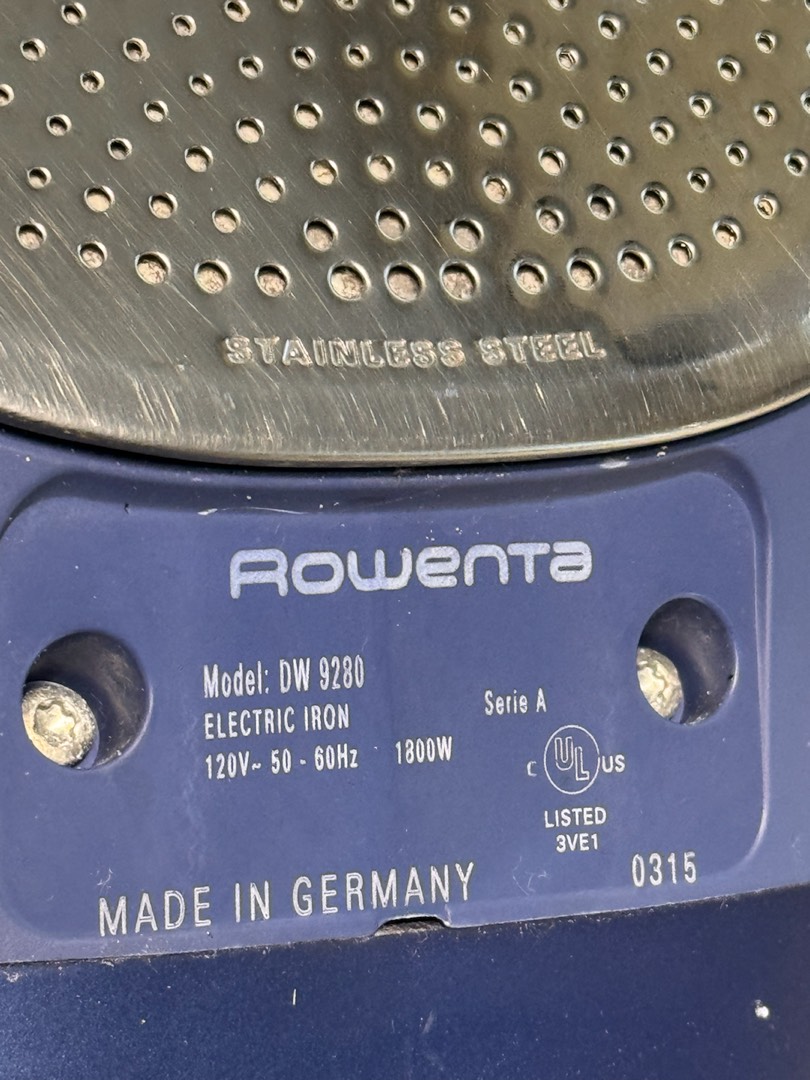 STAINLESS STEEL
Rowenta
Model: DW 9280
Serie A
ELECTRIC IRON
120V~ 50 - 60Hz 1800W
C UL US
LISTED
3VE1
0315
MADE IN GERMANY